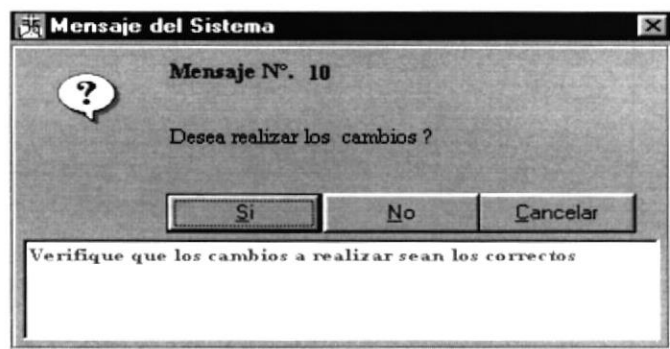 Mensaje del Sistema
Mensaje Nº. 10
?
Desea realizar los cambios ?
Si No Cancelar
Verifique que los cambios a realizar sean los correctos